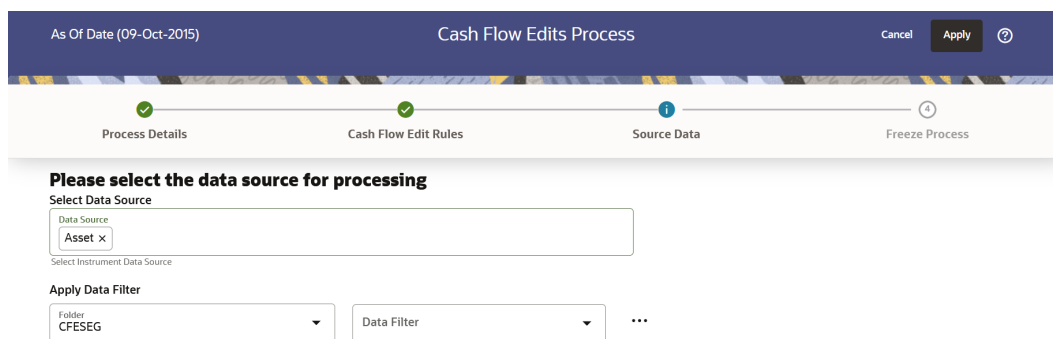 As Of Date (09-Oct-2015) Cash Flow Edits Process Cancel Apply ?
4
Process Details Cash Flow Edit Rules Source Data Freeze Process
Please select the data source for processing
Select Data Source
Data Source
Asset ×
Select Instrument Data Source
Apply Data Filter
Folder
CFESEG Data Filter ...